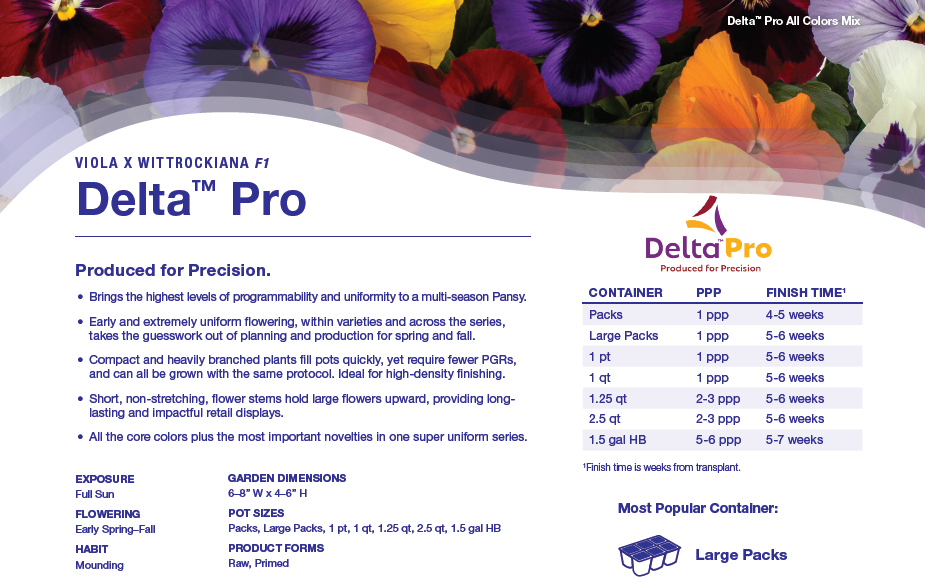 Delta™ Pro All Colors Mix
VIOLA X WITTROCKIANA F1
Delta™ Pro
Produced for Precision.
• Brings the highest levels of programmability and uniformity to a multi-season Pansy.
• Early and extremely uniform flowering, within varieties and across the series,
takes the guesswork out of planning and production for spring and fall.
• Compact and heavily branched plants fill pots quickly, yet require fewer PGRs,
and can all be grown with the same protocol. Ideal for high-density finishing.
• Short, non-stretching, flower stems hold large flowers upward, providing long-
lasting and impactful retail displays.
• All the core colors plus the most important novelties in one super uniform series.
EXPOSURE
Full Sun
FLOWERING
Early Spring–Fall
HABIT
Mounding
GARDEN DIMENSIONS
6–8” W x 4–6” H
POT SIZES
Packs, Large Packs, 1 pt, 1 qt, 1.25 qt, 2.5 qt, 1.5 gal HB
PRODUCT FORMS
Raw, Primed
Delta™ Pro
Produced for Precision
CONTAINER PPP FINISH TIME¹
Packs 1 ppp 4-5 weeks
Large Packs 1 ppp 5-6 weeks
1 pt 1 ppp 5-6 weeks
1 qt 1 ppp 5-6 weeks
1.25 qt 2-3 ppp 5-6 weeks
2.5 qt 2-3 ppp 5-6 weeks
1.5 gal HB 5-6 ppp 5-7 weeks
¹Finish time is weeks from transplant.
Most Popular Container:
Large Packs